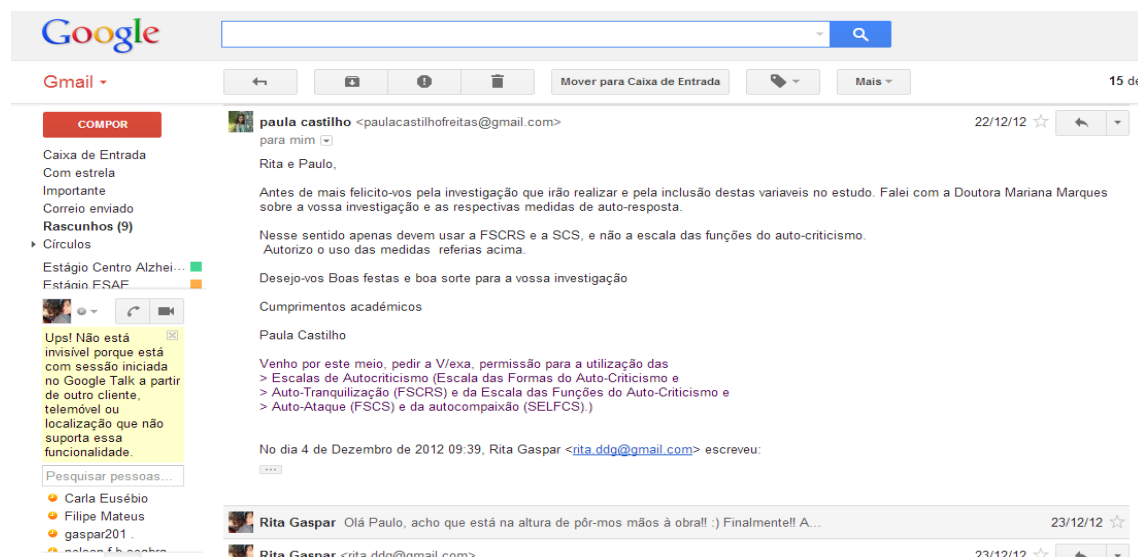 Google
Gmail
Mover para Caixa de Entrada
Mais
15 de
COMPOR
Caixa de Entrada
Com estrela
Importante
Correio enviado
Rascunhos (9)
Círculos
Estágio Centro Alzhei...
Estágio ESAE
Ups! Não está
invisível porque está
com sessão iniciada
no Google Talk a partir
de outro cliente,
telemóvel ou
localização que não
suporta essa
funcionalidade.
Pesquisar pessoas...
Carla Eusébio
Filipe Mateus
gaspar201 .
paula castilho <paulacastilhofreitas@gmail.com>
22/12/12
para mim
Rita e Paulo,
Antes de mais felicito-vos pela investigação que irão realizar e pela inclusão destas variaveis no estudo. Falei com a Doutora Mariana Marques
sobre a vossa investigação e as respectivas medidas de auto-resposta.
Nesse sentido apenas devem usar a FSCRS e a SCS, e não a escala das funções do auto-criticismo.
Autorizo o uso das medidas referias acima.
Desejo-vos Boas festas e boa sorte para a vossa investigação
Cumprimentos académicos
Paula Castilho
Venho por este meio, pedir a V/exa, permissão para a utilização das
> Escalas de Autocriticismo (Escala das Formas do Auto-Criticismo e
> Auto-Tranquilização (FSCRS) e da Escala das Funções do Auto-Criticismo e
> Auto-Ataque (FSCS) e da autocompaixão (SELFCS).)
No dia 4 de Dezembro de 2012 09:39, Rita Gaspar <rita.ddg@gmail.com> escreveu:
Rita Gaspar Olá Paulo, acho que está na altura de pôr-mos mãos à obra!! :) Finalmente!! A...
23/12/12
Rita Gaspar <rita.ddg@gmail.com>
23/12/12